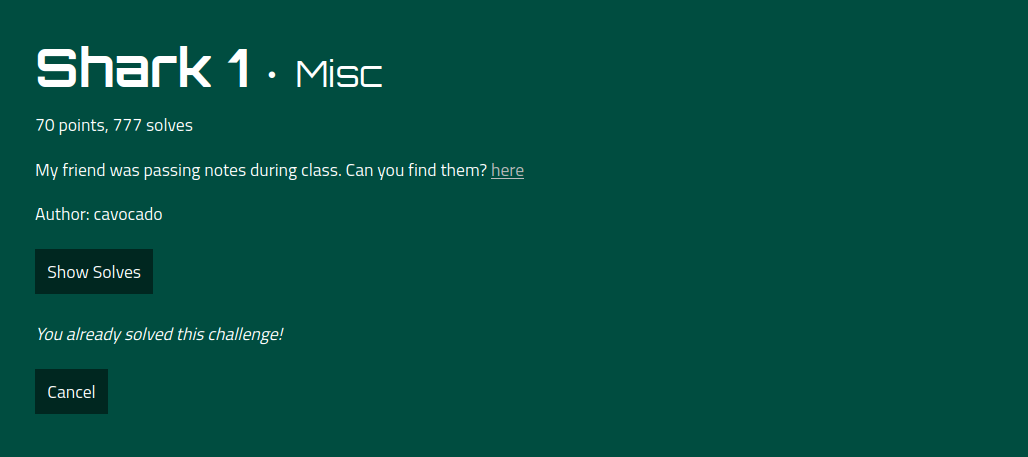 Shark 1 • Misc
70 points, 777 solves
My friend was passing notes during class. Can you find them? here
Author: cavocado
Show Solves
You already solved this challenge!
Cancel